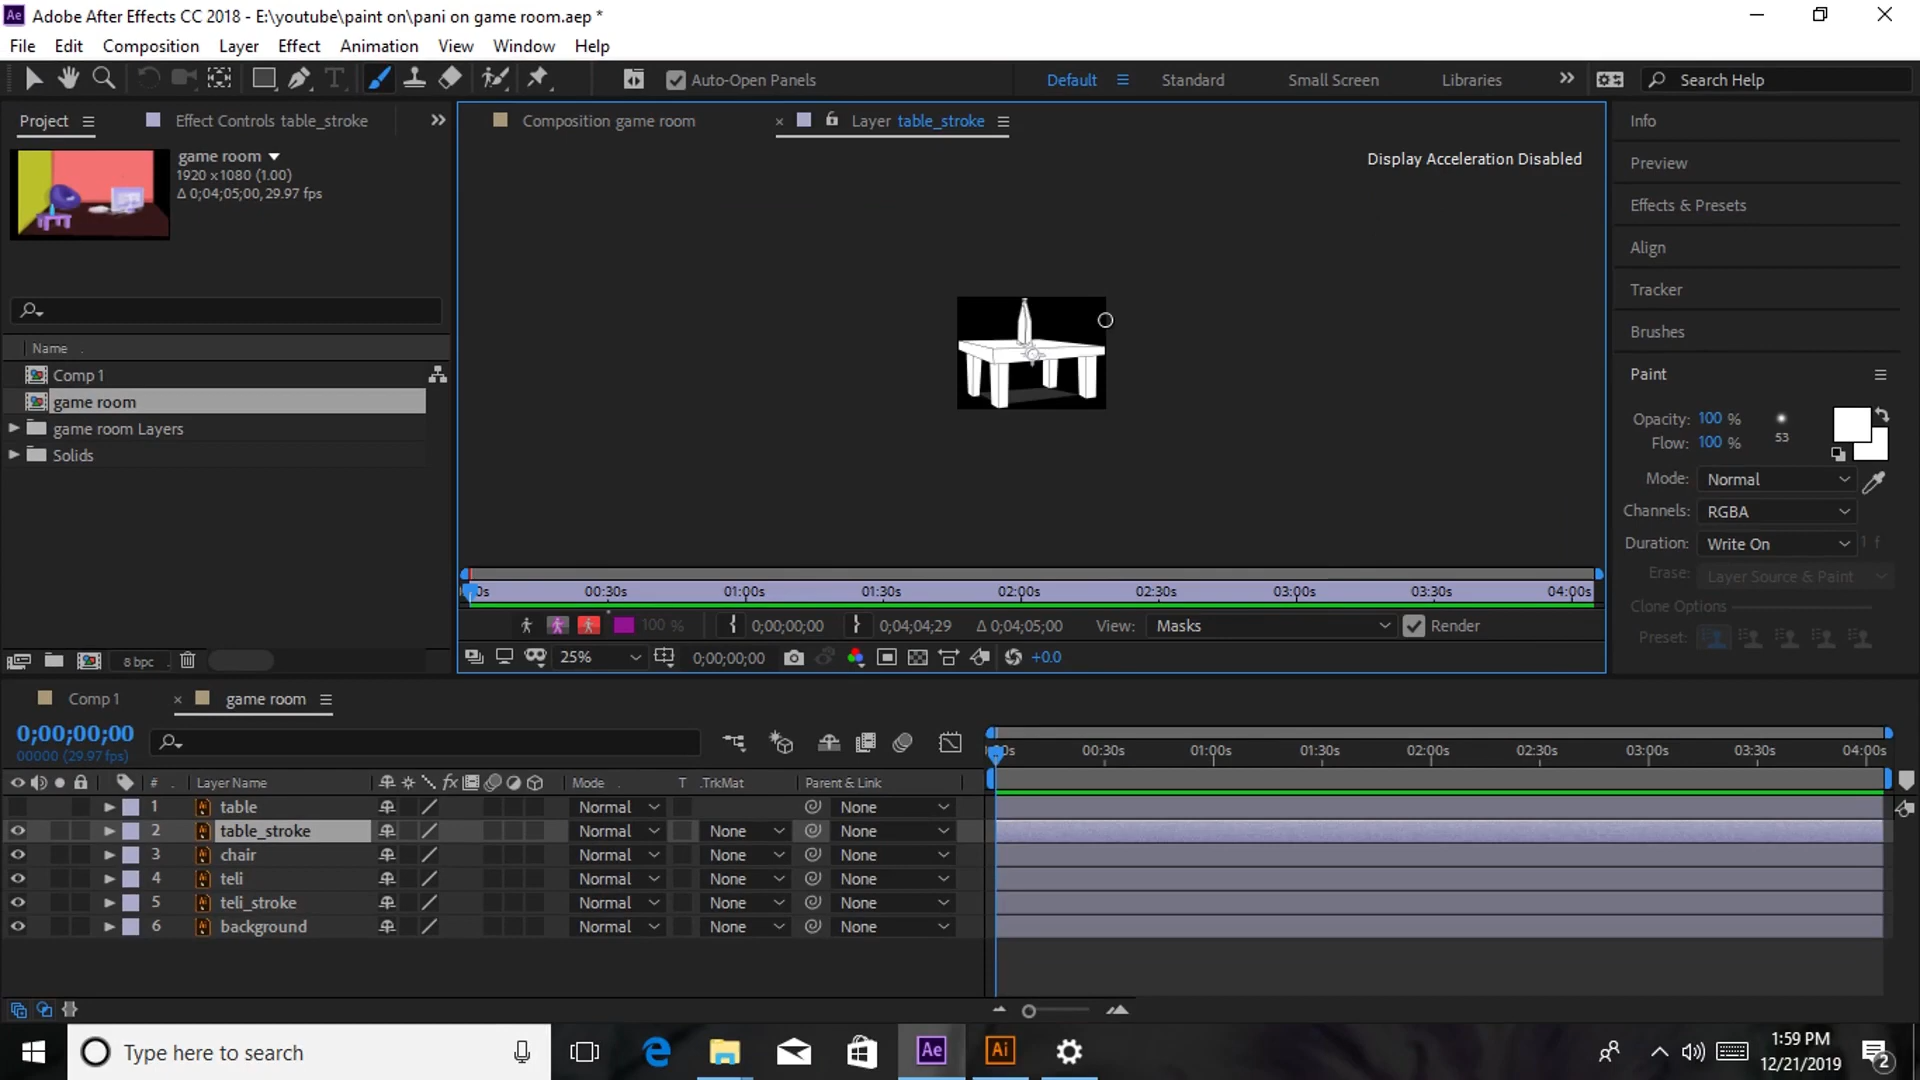 Ae Adobe After Effects CC 2018 - E:\youtube\paint on\pani on game room.aep *
File Edit Composition Layer Effect Animation View Window Help
Auto-Open Panels Default Standard Small Screen Libraries Search Help
Project Effect Controls table_stroke
game room
1920 x1080 (1.00)
Δ 0;04;05;00, 29.97 fps
Name
Comp 1
game room
game room Layers
Solids
8 bpc
Composition game room Layer table_stroke
Display Acceleration Disabled
00:30s 01:00s 01:30s 02:00s 02:30s 03:00s 03:30s 04:00s
100 % 0;00;00;00 0;04;04;29 Δ 0;04;05;00 View: Masks Render
25% 0;00;00;00 +0.0
Info
Preview
Effects & Presets
Align
Tracker
Brushes
Paint
Opacity: 100 %
Flow: 100 % 53
Mode: Normal
Channels: RGBA
Duration: Write On 1 f
Erase: Layer Source & Paint
Clone Options
Preset:
Comp 1 game room
0;00;00;00
00000 (29.97 fps)
00:30s 01:00s 01:30s 02:00s 02:30s 03:00s 03:30s 04:00s
# Layer Name fx Mode T .TrkMat Parent & Link
1 table Normal None
2 table_stroke Normal None None
3 chair Normal None None
4 teli Normal None None
5 teli_stroke Normal None None
6 background Normal None None
Type here to search Ae Ai 1:59 PM
12/21/2019 2